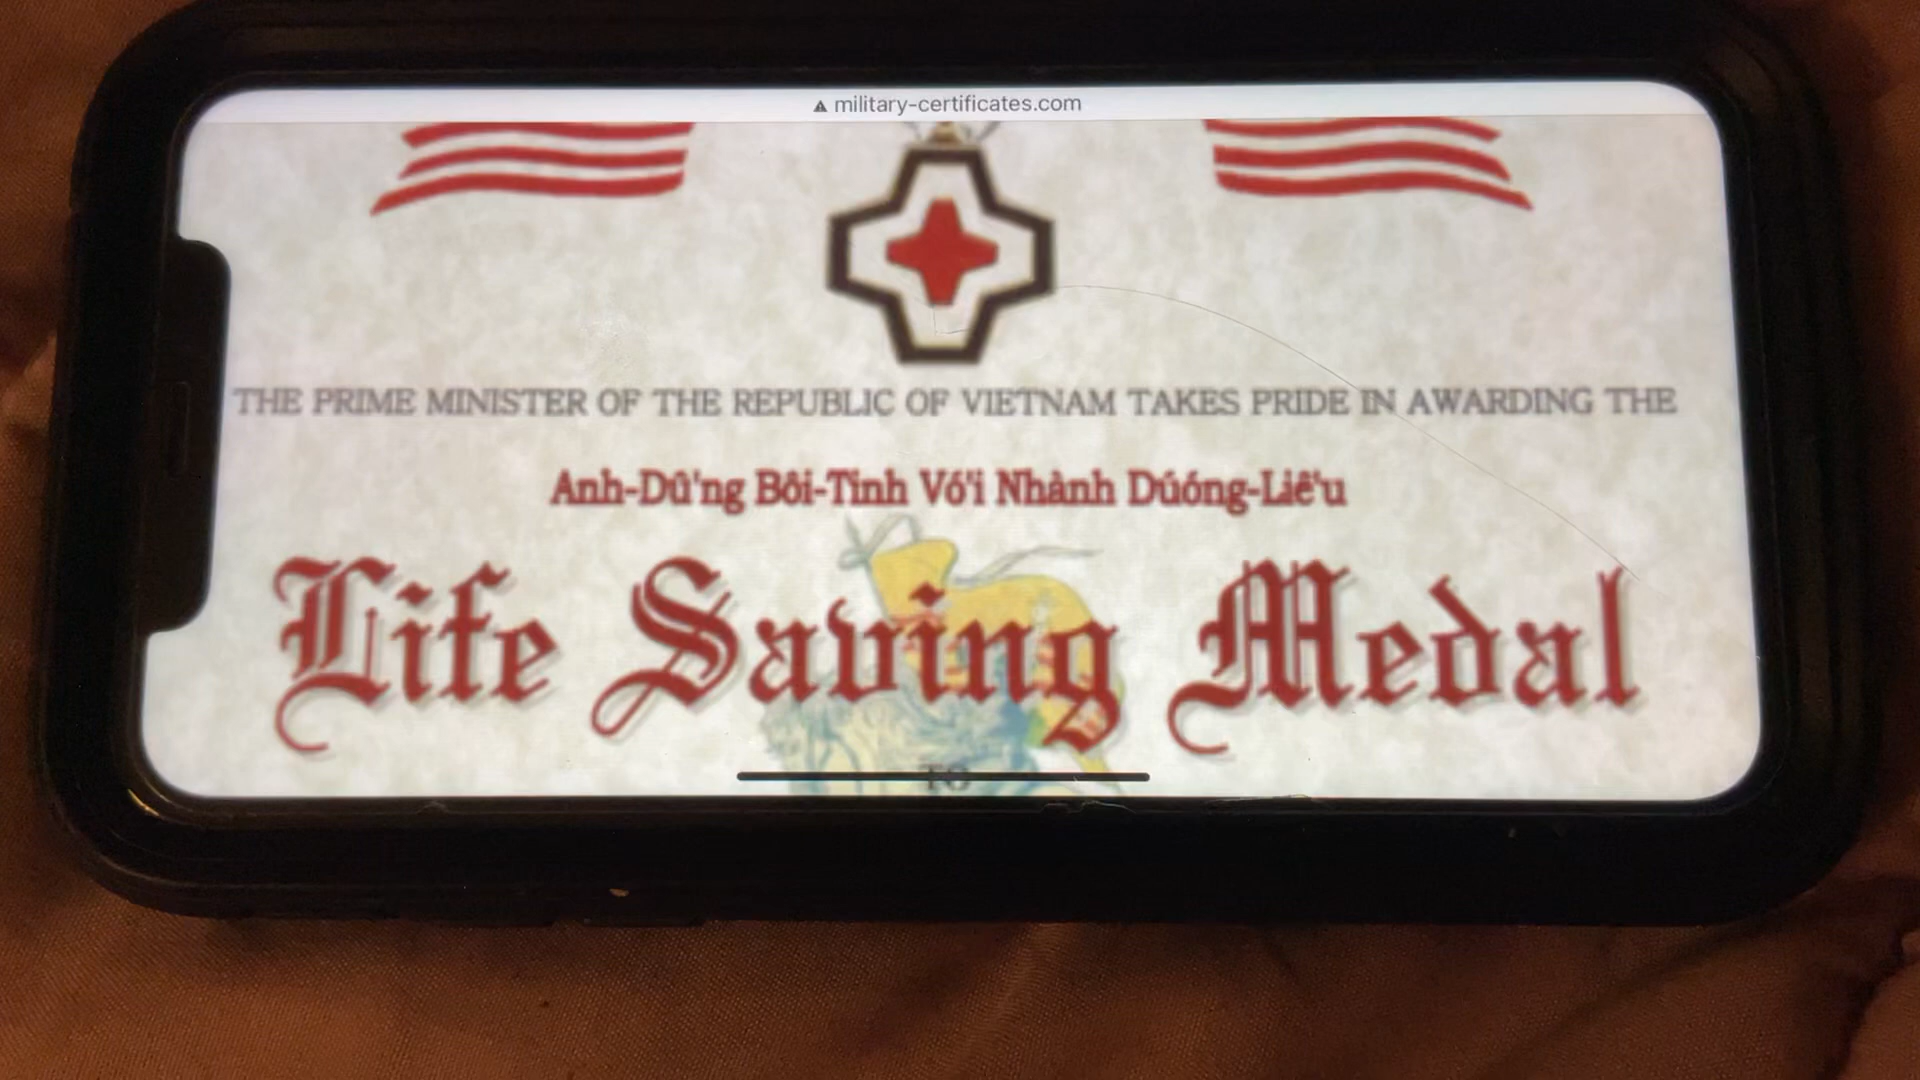 military-certificates.com
THE PRIME MINISTER OF THE REPUBLIC OF VIETNAM TAKES PRIDE IN AWARDING THE
Anh-Dũ'ng Bôi-Tinh Vó'i Nhành Dúóng-Liê'u
Life Saving Medal
TO